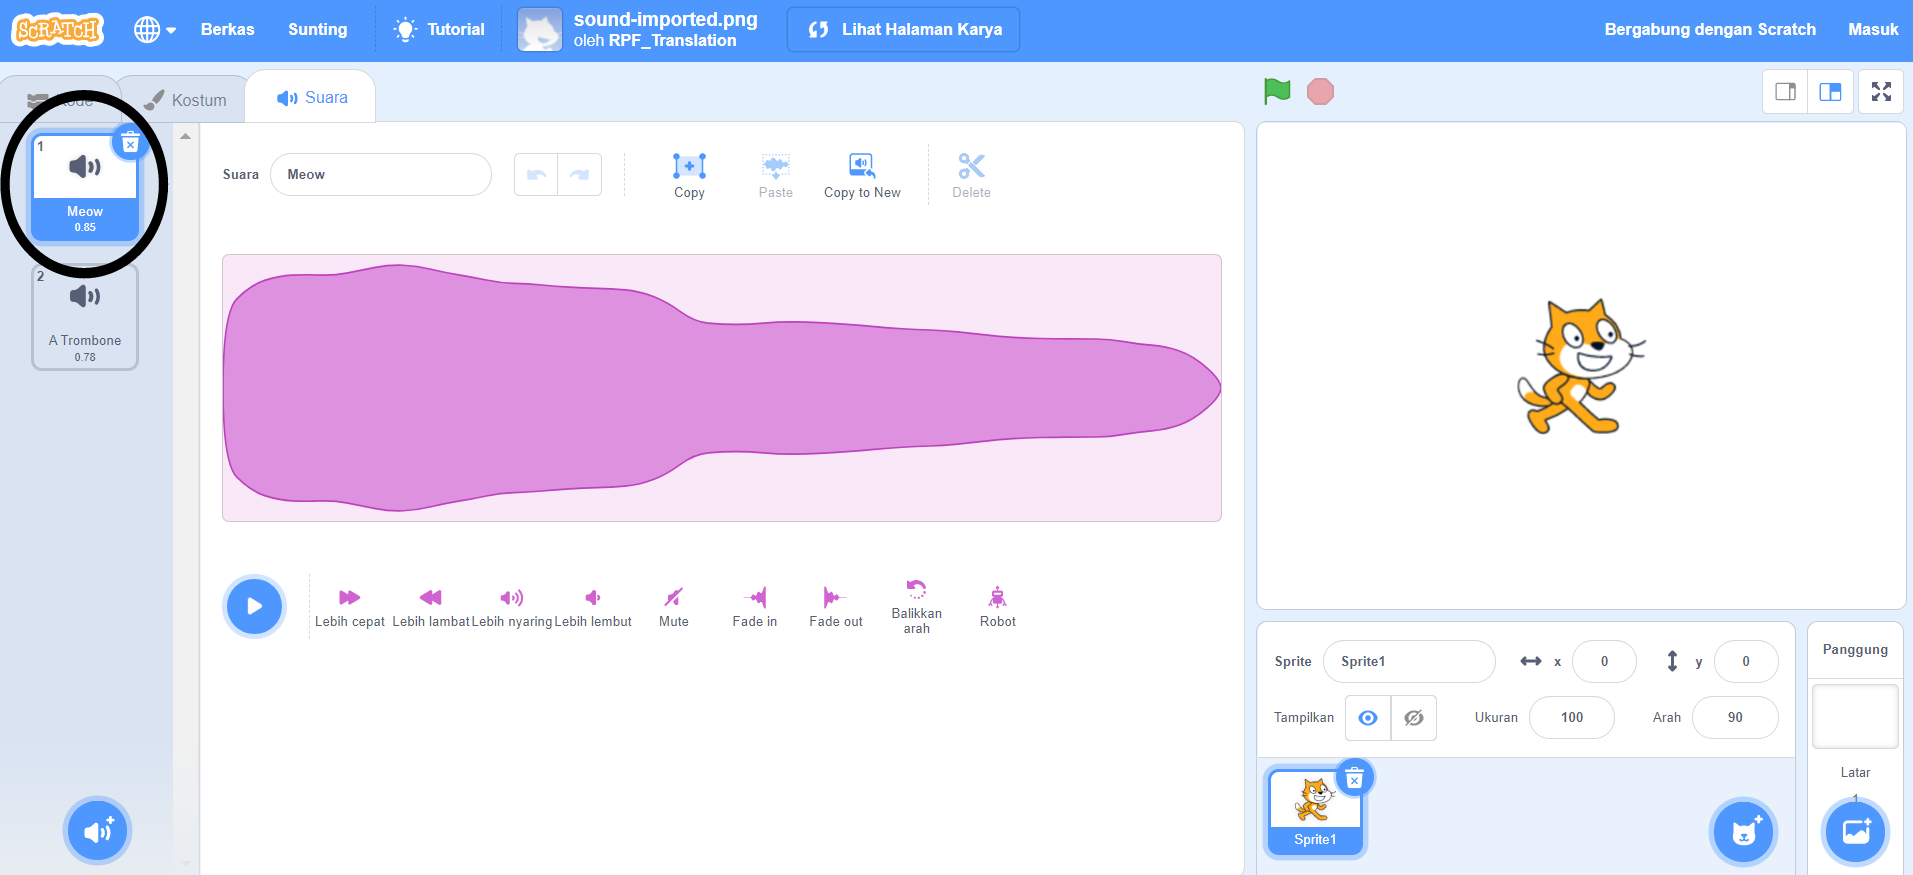 SCRATCH
Berkas
Sunting
Tutorial
sound-imported.png
oleh RPF_Translation
Lihat Halaman Karya
Bergabung dengan Scratch
Masuk
Kode
Kostum
Suara
1
Meow
0.85
2
A Trombone
0.78
Suara
Meow
Copy
Paste
Copy to New
Delete
Lebih cepat
Lebih lambat
Lebih nyaring
Lebih lembut
Mute
Fade in
Fade out
Balikkan
arah
Robot
Sprite
Sprite1
x
0
y
0
Tampilkan
Ukuran
100
Arah
90
Sprite1
Panggung
Latar
1